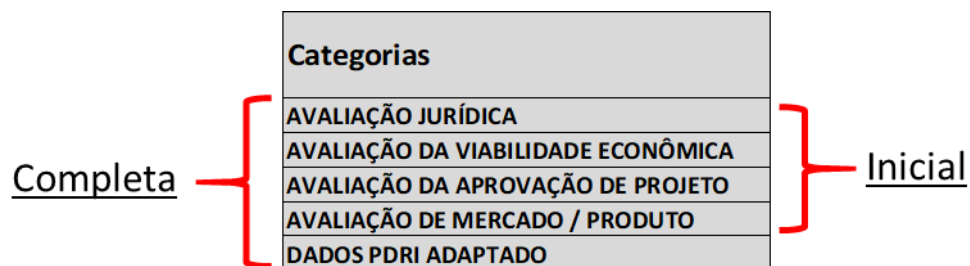 Categorias
AVALIAÇÃO JURÍDICA
AVALIAÇÃO DA VIABILIDADE ECONÔMICA
AVALIAÇÃO DA APROVAÇÃO DE PROJETO
AVALIAÇÃO DE MERCADO / PRODUTO
DADOS PDRI ADAPTADO
Completa
Inicial